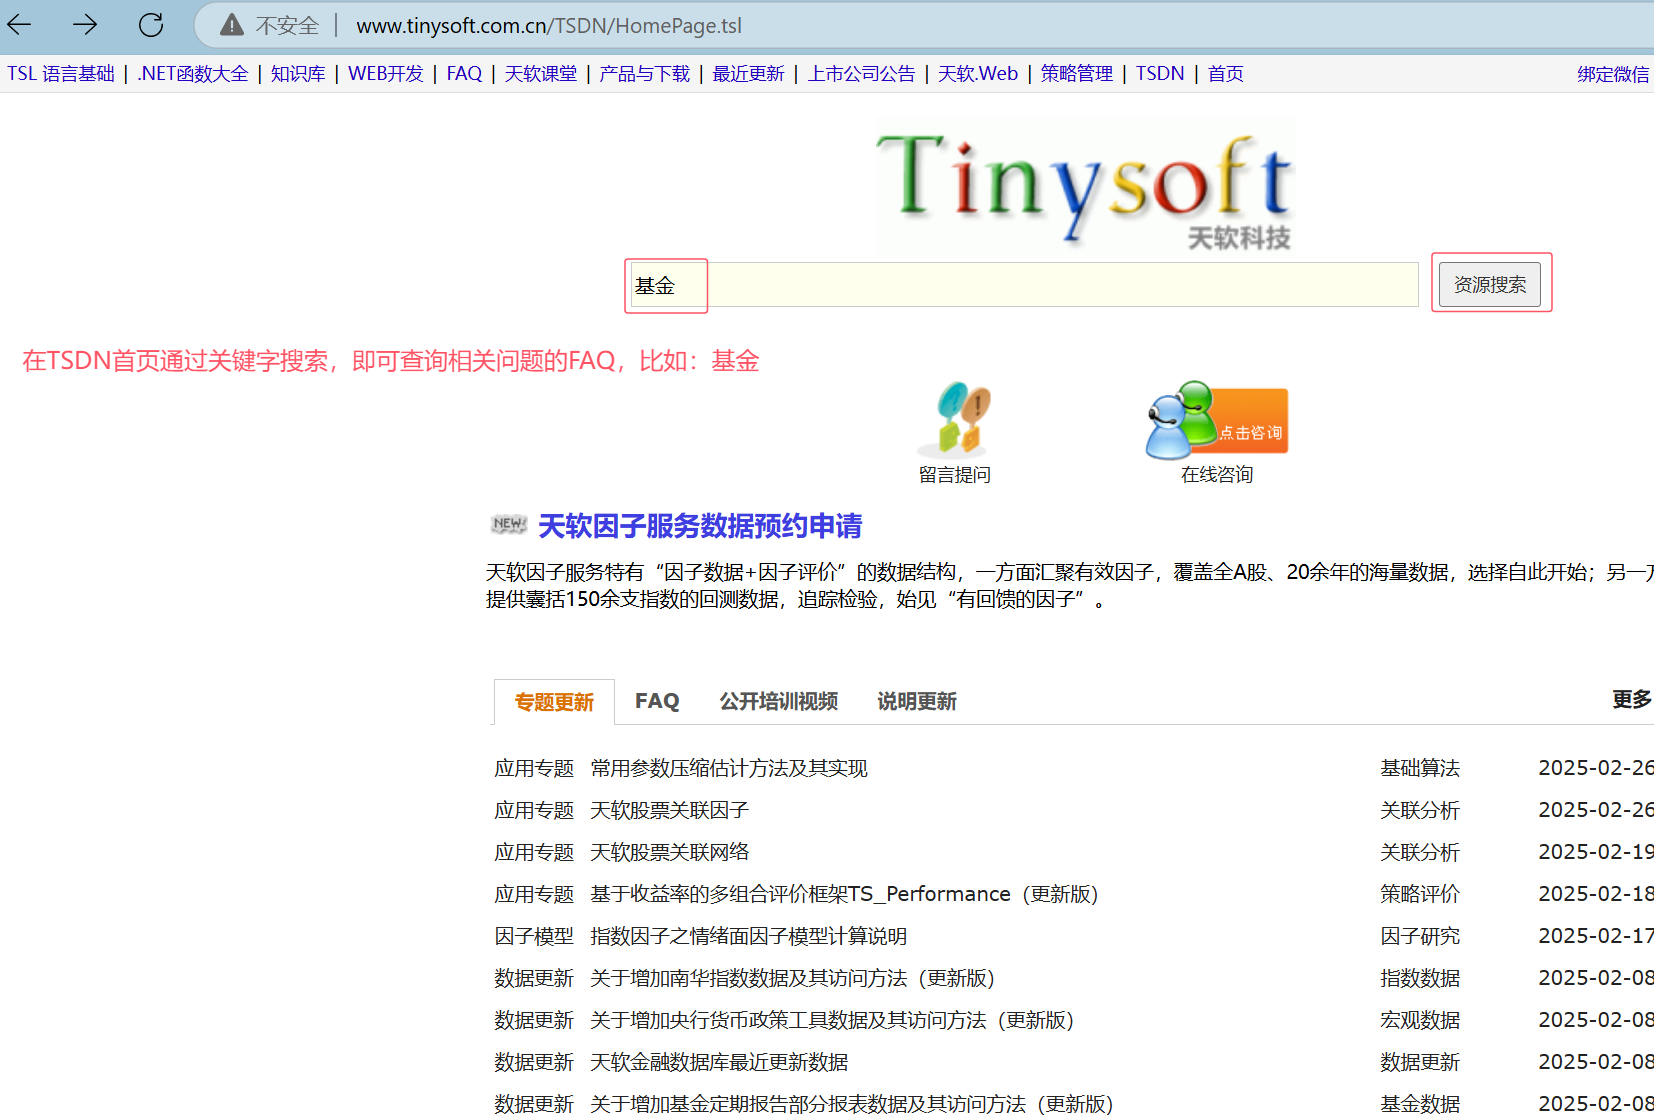 不安全 www.tinysoft.com.cn/TSDN/HomePage.tsl
TSL 语言基础 | .NET函数大全 | 知识库 | WEB开发 | FAQ | 天软课堂 | 产品与下载 | 最近更新 | 上市公司公告 | 天软.Web | 策略管理 | TSDN | 首页 绑定微信
Tinysoft
天软科技
基金 资源搜索
在TSDN首页通过关键字搜索，即可查询相关问题的FAQ，比如：基金
点击咨询
留言提问 在线咨询
NEW! 天软因子服务数据预约申请
天软因子服务特有“因子数据+因子评价”的数据结构，一方面汇聚有效因子，覆盖全A股、20余年的海量数据，选择自此开始；另一方
提供囊括150余支指数的回测数据，追踪检验，始见“有回馈的因子”。
专题更新 FAQ 公开培训视频 说明更新 更多
应用专题 常用参数压缩估计方法及其实现 基础算法 2025-02-26
应用专题 天软股票关联因子 关联分析 2025-02-26
应用专题 天软股票关联网络 关联分析 2025-02-19
应用专题 基于收益率的多组合评价框架TS_Performance（更新版） 策略评价 2025-02-18
因子模型 指数因子之情绪面因子模型计算说明 因子研究 2025-02-17
数据更新 关于增加南华指数数据及其访问方法（更新版） 指数数据 2025-02-08
数据更新 关于增加央行货币政策工具数据及其访问方法（更新版） 宏观数据 2025-02-08
数据更新 天软金融数据库最近更新数据 数据更新 2025-02-08
数据更新 关于增加基金定期报告部分报表数据及其访问方法（更新版） 基金数据 2025-02-08